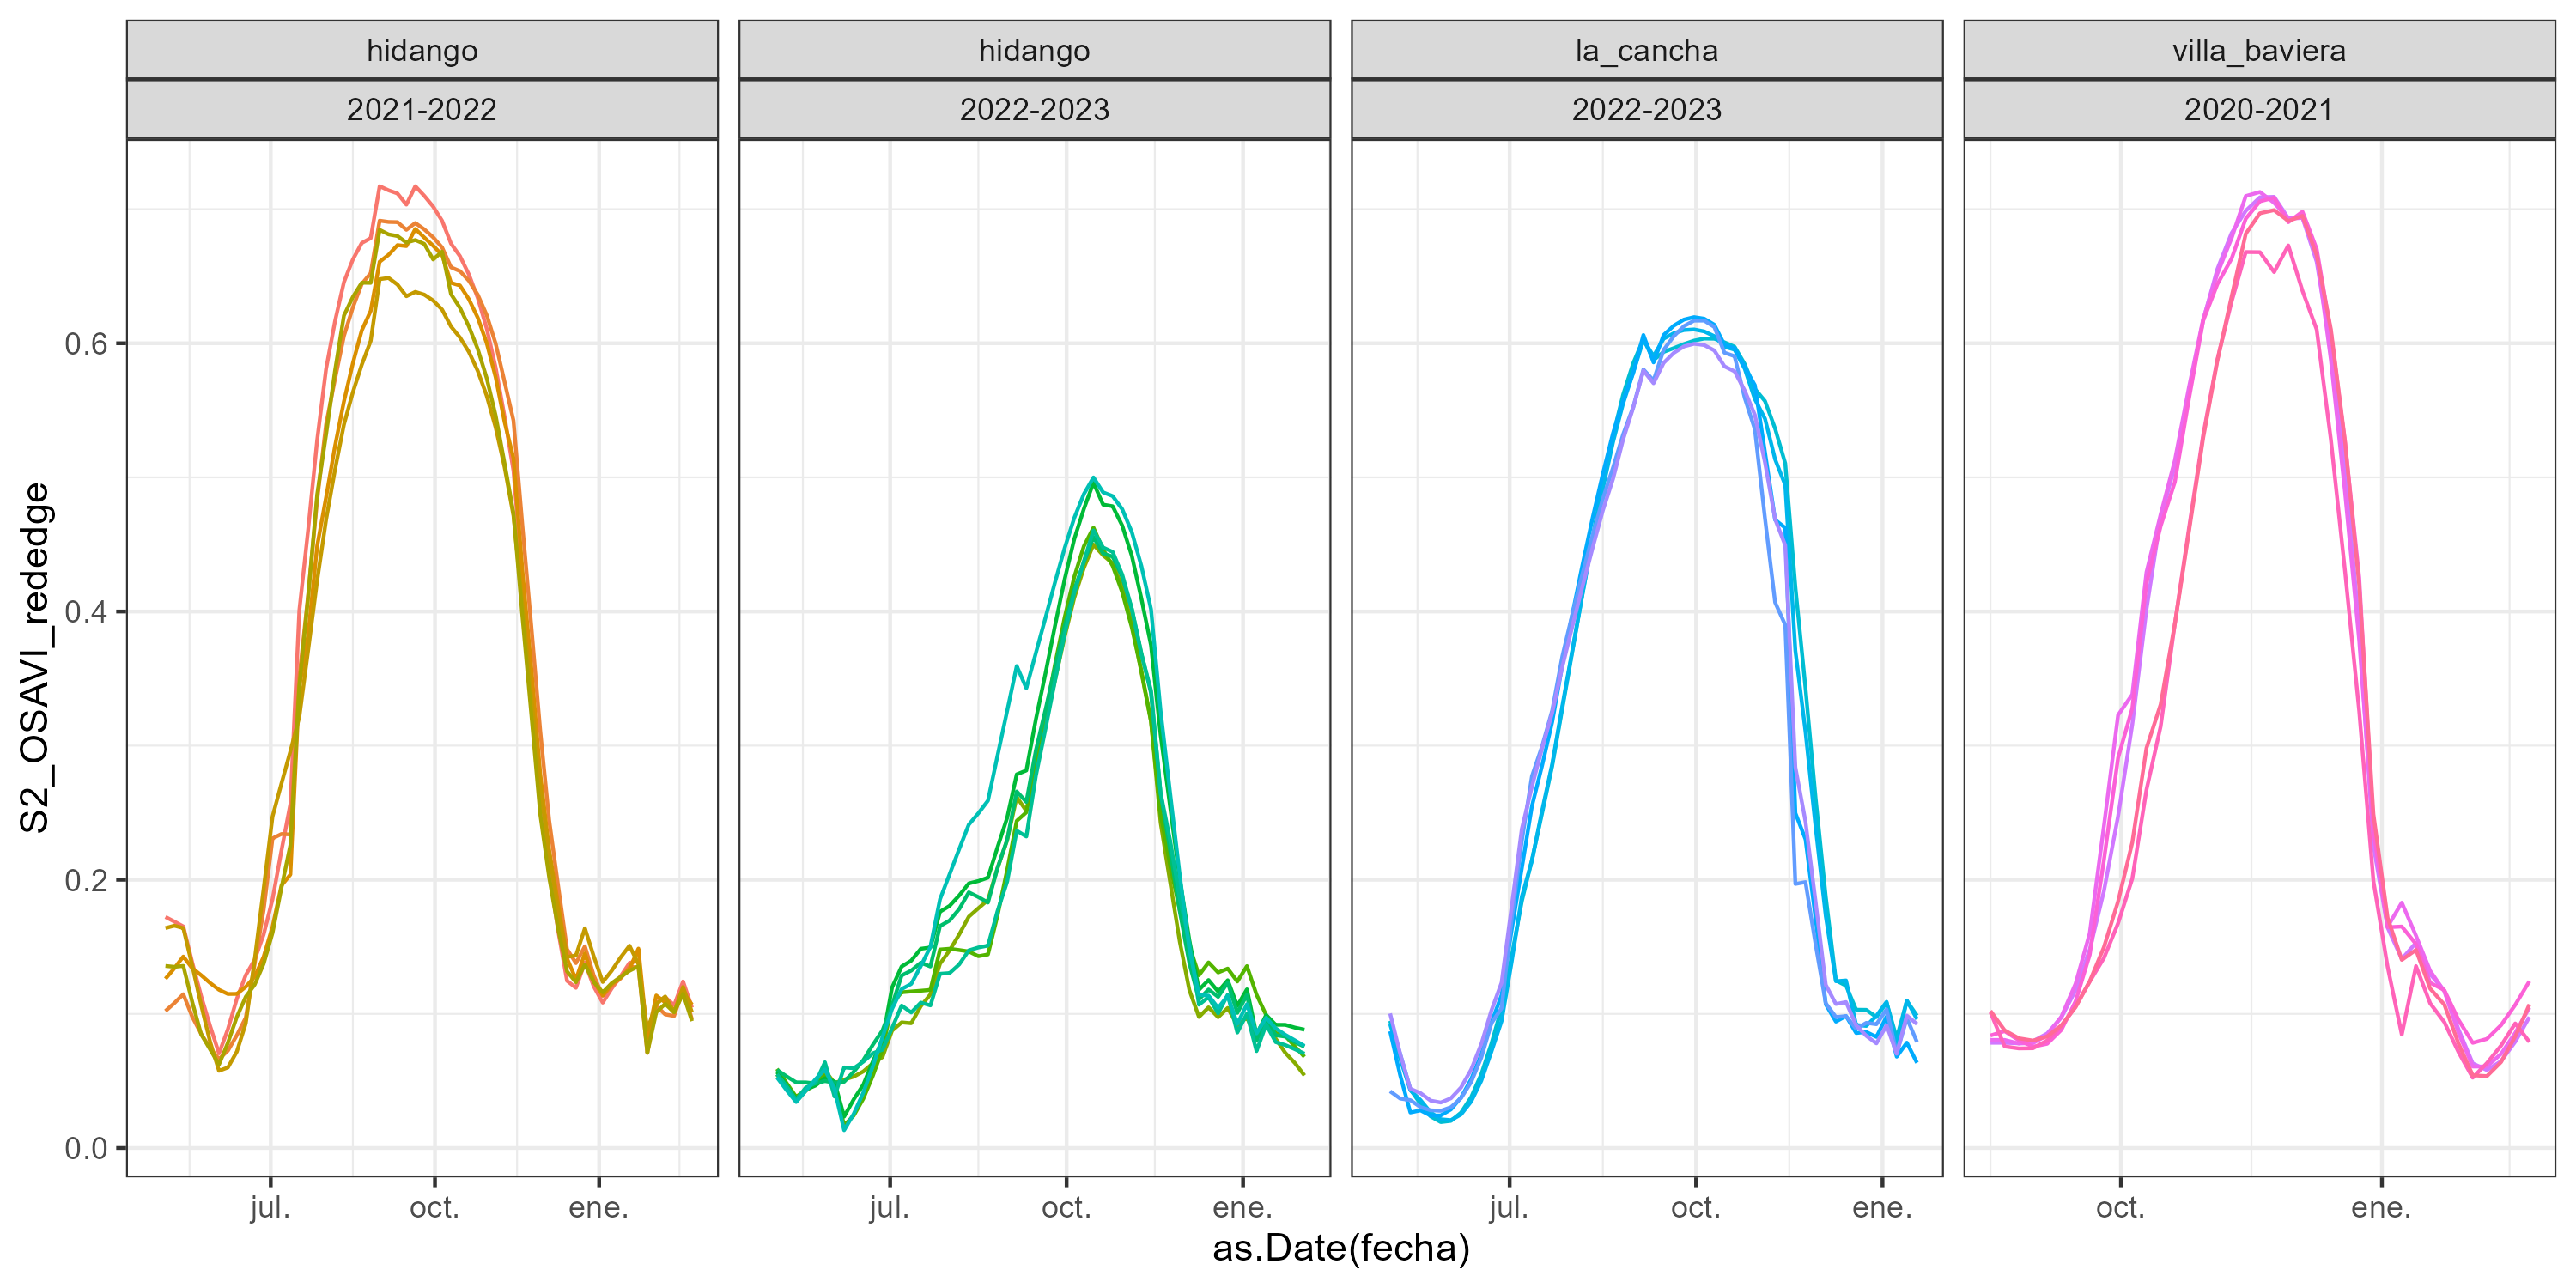 hidango
hidango
la_cancha
villa_baviera
2021-2022
2022-2023
2022-2023
2020-2021
S2_OSAVI_rededge
0.6
0.4
0.2
0.0
jul.
oct.
ene.
jul.
oct.
ene.
jul.
oct.
ene.
oct.
ene.
as.Date(fecha)